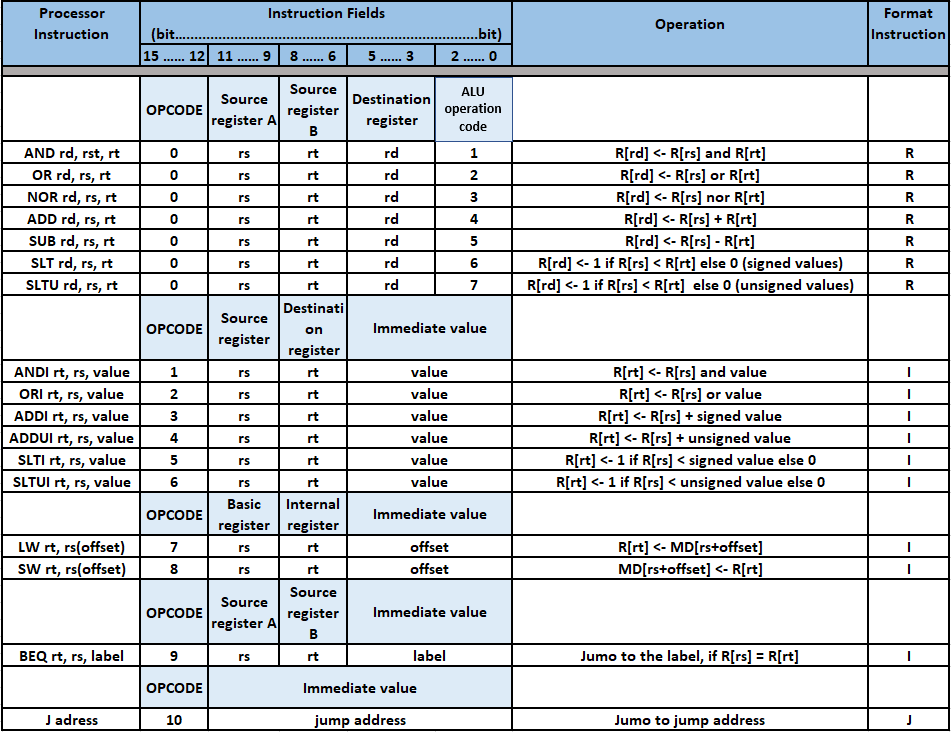 Processor Instruction Instruction Fields Operation Format Instruction
(bit……………………………………………………………………bit)
15 …… 12 11 …… 9 8 …… 6 5 …… 3 2 …… 0
OPCODE Source register A Source register B Destination register ALU operation code
AND rd, rst, rt 0 rs rt rd 1 R[rd] <- R[rs] and R[rt] R
OR rd, rs, rt 0 rs rt rd 2 R[rd] <- R[rs] or R[rt] R
NOR rd, rs, rt 0 rs rt rd 3 R[rd] <- R[rs] nor R[rt] R
ADD rd, rs, rt 0 rs rt rd 4 R[rd] <- R[rs] + R[rt] R
SUB rd, rs, rt 0 rs rt rd 5 R[rd] <- R[rs] - R[rt] R
SLT rd, rs, rt 0 rs rt rd 6 R[rd] <- 1 if R[rs] < R[rt] else 0 (signed values) R
SLTU rd, rs, rt 0 rs rt rd 7 R[rd] <- 1 if R[rs] < R[rt] else 0 (unsigned values) R
OPCODE Source register Destinati on register Immediate value
ANDI rt, rs, value 1 rs rt value R[rt] <- R[rs] and value I
ORI rt, rs, value 2 rs rt value R[rt] <- R[rs] or value I
ADDI rt, rs, value 3 rs rt value R[rt] <- R[rs] + signed value I
ADDUI rt, rs, value 4 rs rt value R[rt] <- R[rs] + unsigned value I
SLTI rt, rs, value 5 rs rt value R[rt] <- 1 if R[rs] < signed value else 0 I
SLTUI rt, rs, value 6 rs rt value R[rt] <- 1 if R[rs] < unsigned value else 0 I
OPCODE Basic register Internal register Immediate value
LW rt, rs(offset) 7 rs rt offset R[rt] <- MD[rs+offset] I
SW rt, rs(offset) 8 rs rt offset MD[rs+offset] <- R[rt] I
OPCODE Source register A Source register B Immediate value
BEQ rt, rs, label 9 rs rt label Jumo to the label, if R[rs] = R[rt] I
OPCODE Immediate value
J adress 10 jump address Jumo to jump address J